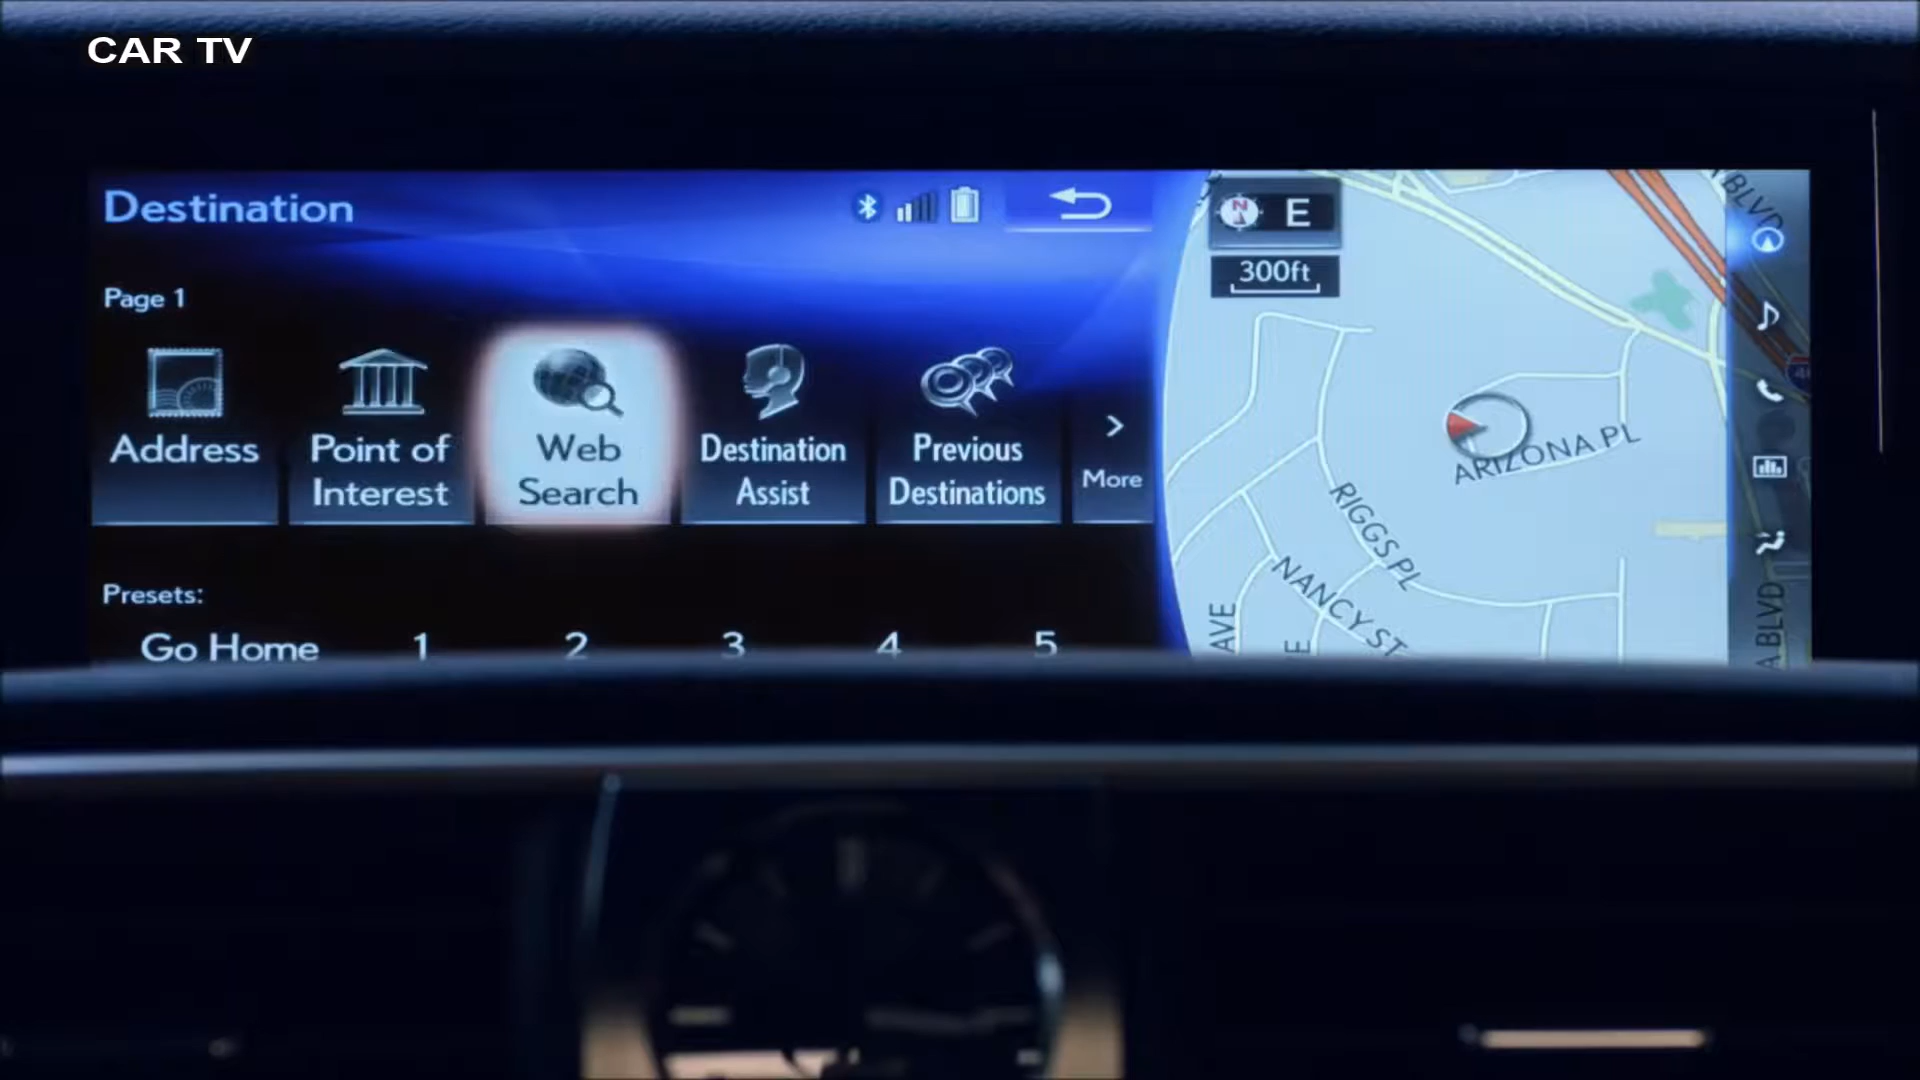 CAR TV
Destination
Page 1
Address
Point of
Interest
Web
Search
Destination
Assist
Previous
Destinations
>
More
Presets:
Go Home 1 2 3 4 5
N E
300ft
ARIZONA PL
RIGGS PL
NANCY ST
AVE
E
BLVD
A BLVD